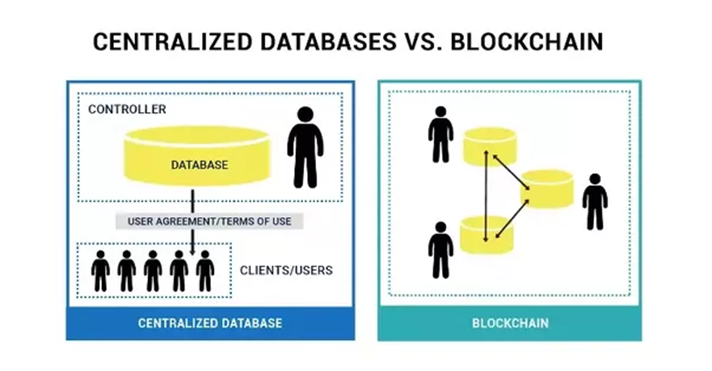 CENTRALIZED DATABASES VS. BLOCKCHAIN
CONTROLLER
DATABASE
USER AGREEMENT/TERMS OF USE
CLIENTS/USERS
CENTRALIZED DATABASE
BLOCKCHAIN